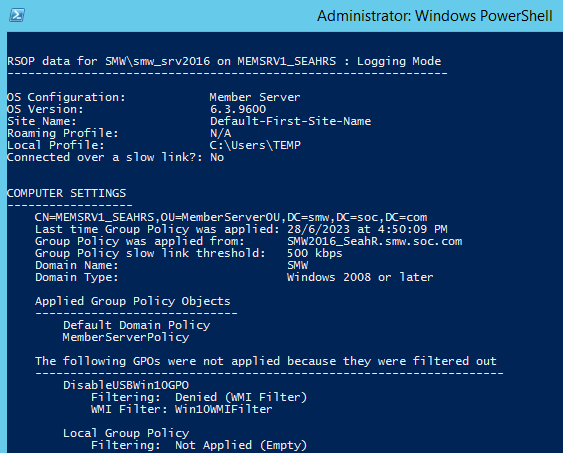 Administrator: Windows PowerShell
RSOP data for SMW\smw_srv2016 on MEMSRV1_SEAHRS : Logging Mode
---------------------------------------------------------------
OS Configuration: Member Server
OS Version: 6.3.9600
Site Name: Default-First-Site-Name
Roaming Profile: N/A
Local Profile: C:\Users\TEMP
Connected over a slow link?: No
COMPUTER SETTINGS
------------------
CN=MEMSRV1_SEAHRS,OU=MemberServerOU,DC=smw,DC=soc,DC=com
Last time Group Policy was applied: 28/6/2023 at 4:50:09 PM
Group Policy was applied from: SMW2016_SeahR.smw.soc.com
Group Policy slow link threshold: 500 kbps
Domain Name: SMW
Domain Type: Windows 2008 or later
Applied Group Policy Objects
-----------------------------
Default Domain Policy
MemberServerPolicy
The following GPOs were not applied because they were filtered out
-------------------------------------------------------------------
DisableUSBWin10GPO
Filtering: Denied (WMI Filter)
WMI Filter: Win10WMIFilter
Local Group Policy
Filtering: Not Applied (Empty)